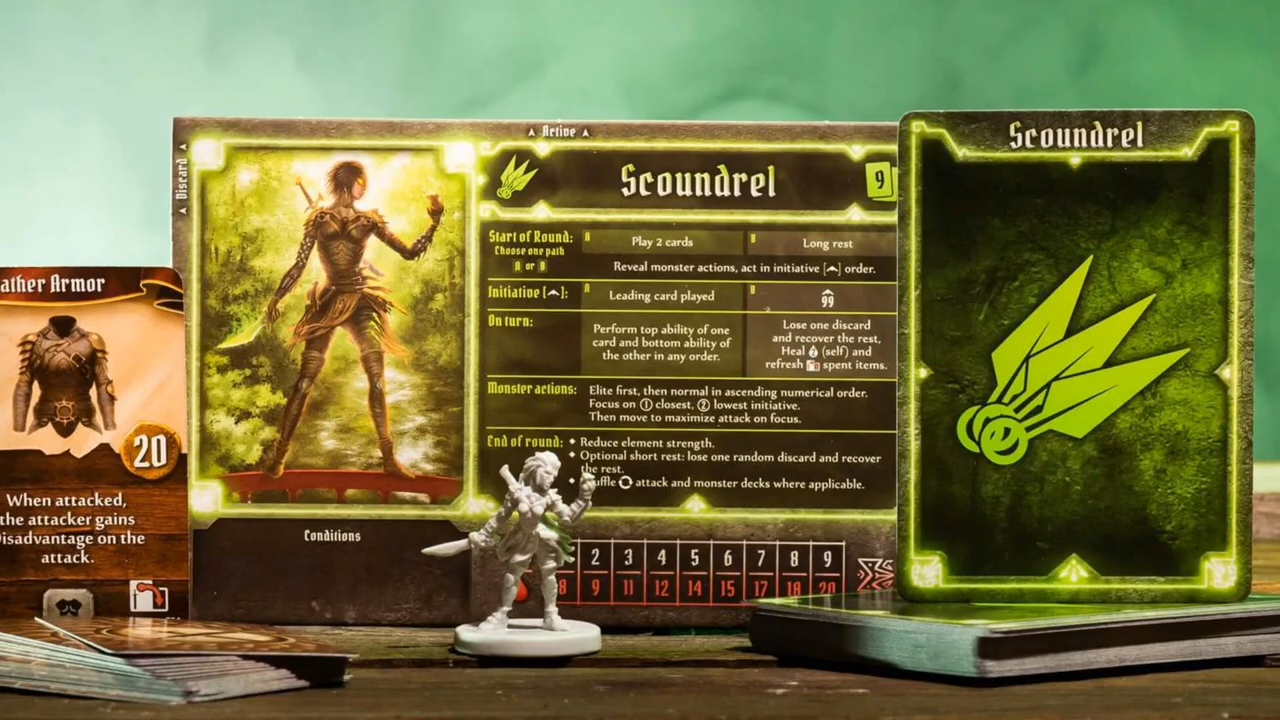 Active
Discard
Scoundrel
9
Start of Round:
Choose one path
A or B
A Play 2 cards
B Long rest
Reveal monster actions, act in initiative [ ] order.
Initiative [ ]:
A Leading card played
B 99
On turn:
Perform top ability of one
card and bottom ability of
the other in any order.
Lose one discard
and recover the rest,
Heal 2 (self) and
refresh spent items.
Monster actions:
Elite first, then normal in ascending numerical order.
Focus on 1 closest, 2 lowest initiative.
Then move to maximize attack on focus.
End of round:
Reduce element strength.
Optional short rest: lose one random discard and recover
the rest.
uffle attack and monster decks where applicable.
Conditions
2 3 4 5 6 7 8 9
8 9 11 12 14 15 17 18 20
Scoundrel
ather Armor
20
When attacked,
the attacker gains
Disadvantage on the
attack.